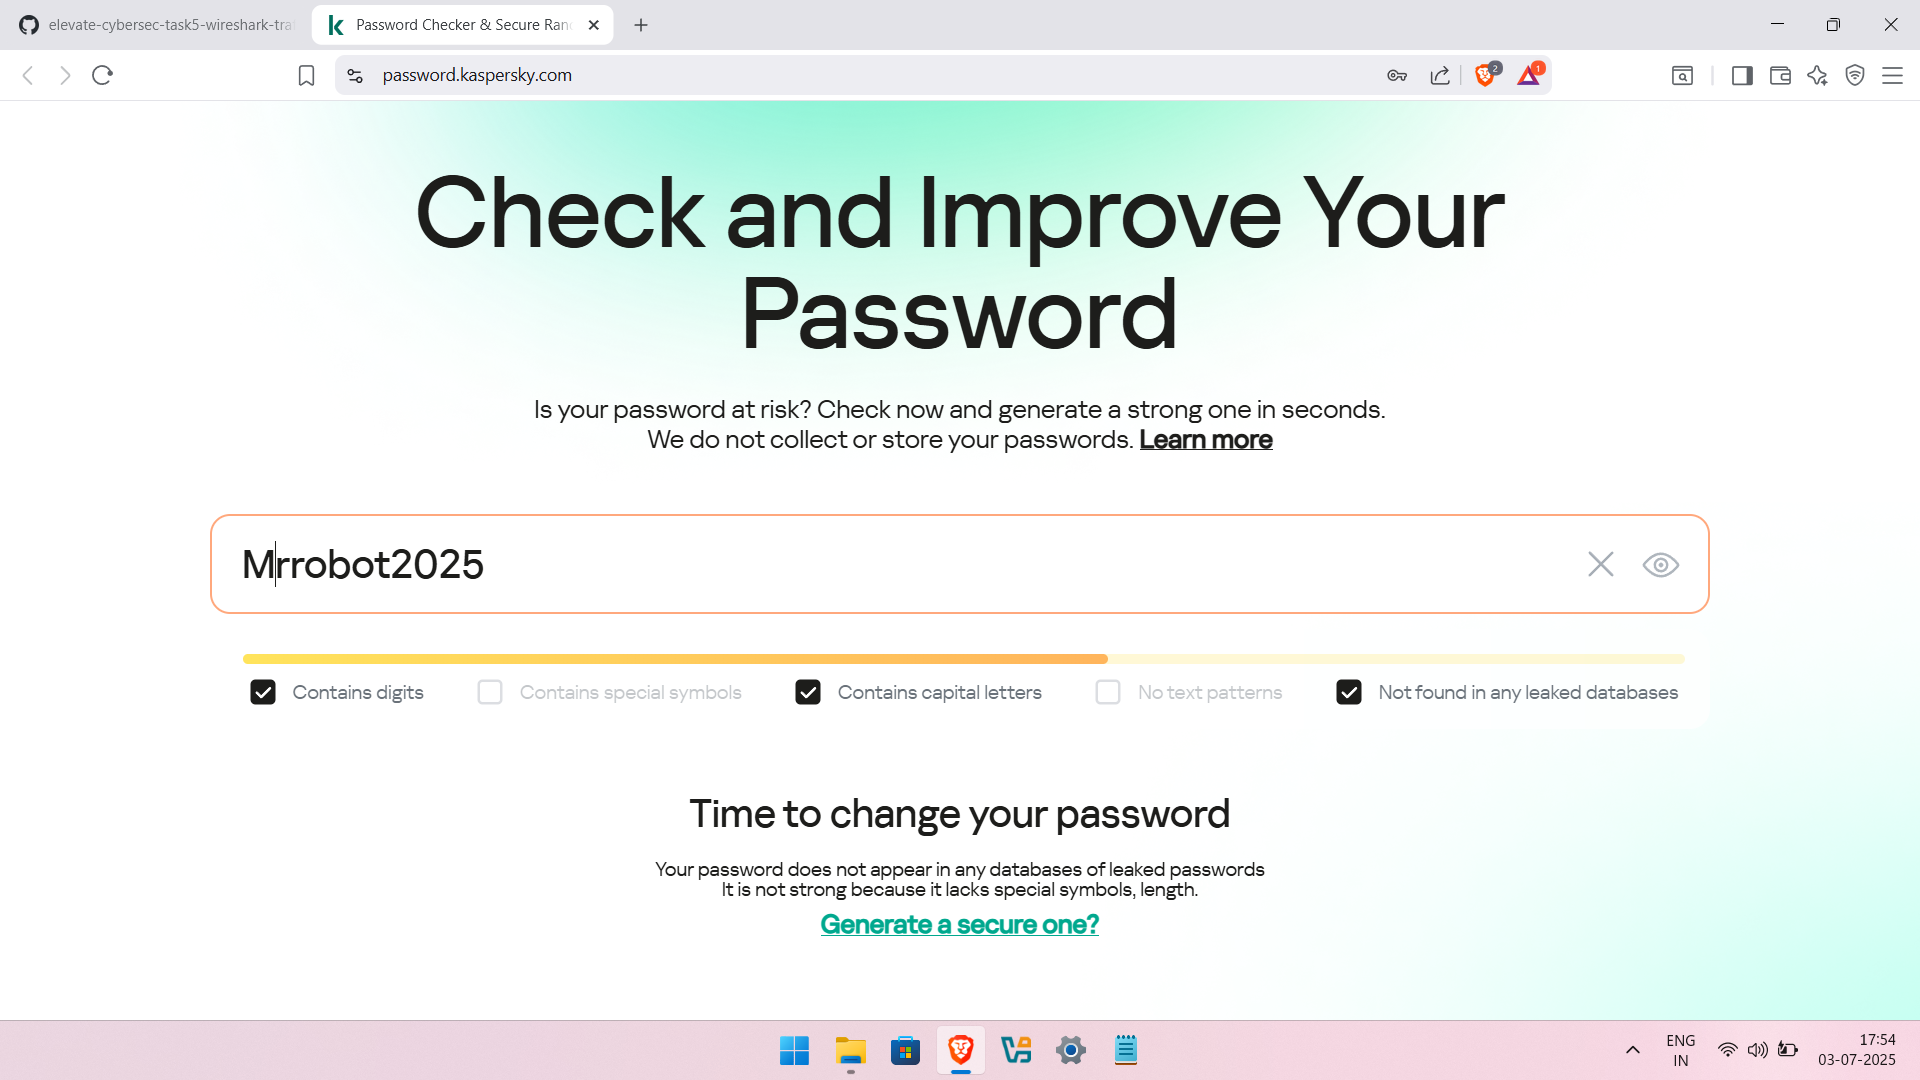 elevate-cybersec-task5-wireshark-tra
Password Checker & Secure Ran
password.kaspersky.com
2
1
Check and Improve Your
Password
Is your password at risk? Check now and generate a strong one in seconds.
We do not collect or store your passwords. Learn more
Mrrobot2025
Contains digits
Contains special symbols
Contains capital letters
No text patterns
Not found in any leaked databases
Time to change your password
Your password does not appear in any databases of leaked passwords
It is not strong because it lacks special symbols, length.
Generate a secure one?
ENG
IN
17:54
03-07-2025